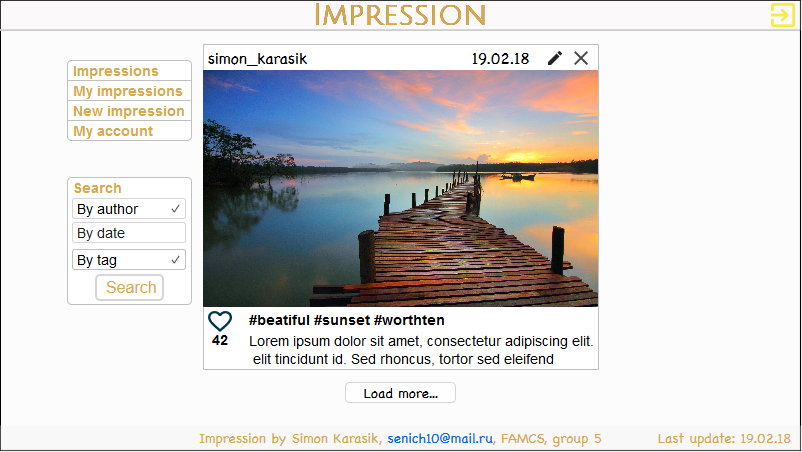 IMPRESSION
Impressions
My impressions
New impression
My account
Search
By author
By date
By tag
Search
simon_karasik 19.02.18
42
#beatiful #sunset #worthten
Lorem ipsum dolor sit amet, consectetur adipiscing elit.
elit tincidunt id. Sed rhoncus, tortor sed eleifend
Load more...
Impression by Simon Karasik, senich10@mail.ru, FAMCS, group 5 Last update: 19.02.18